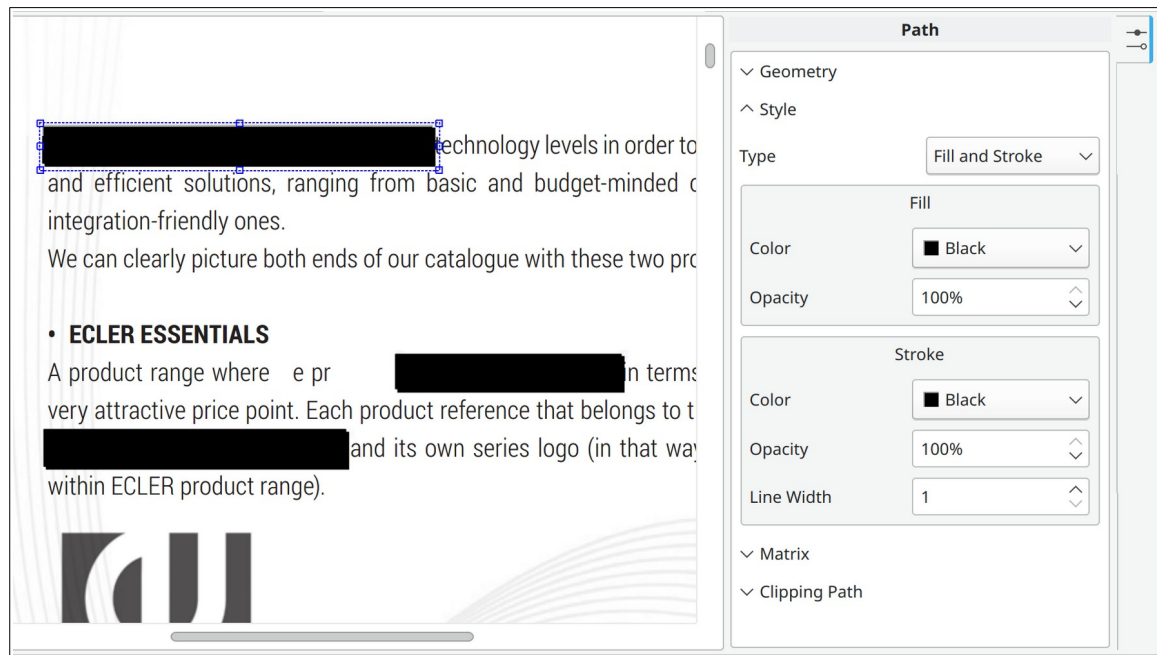 technology levels in order to
and efficient solutions, ranging from basic and budget-minded
integration-friendly ones.
We can clearly picture both ends of our catalogue with these two
• ECLER ESSENTIALS
A product range where e pr in terms
very attractive price point. Each product reference that belongs to t
and its own series logo (in that way
within ECLER product range).
Path
Geometry
Style
Type Fill and Stroke
Fill
Color Black
Opacity 100%
Stroke
Color Black
Opacity 100%
Line Width 1
Matrix
Clipping Path